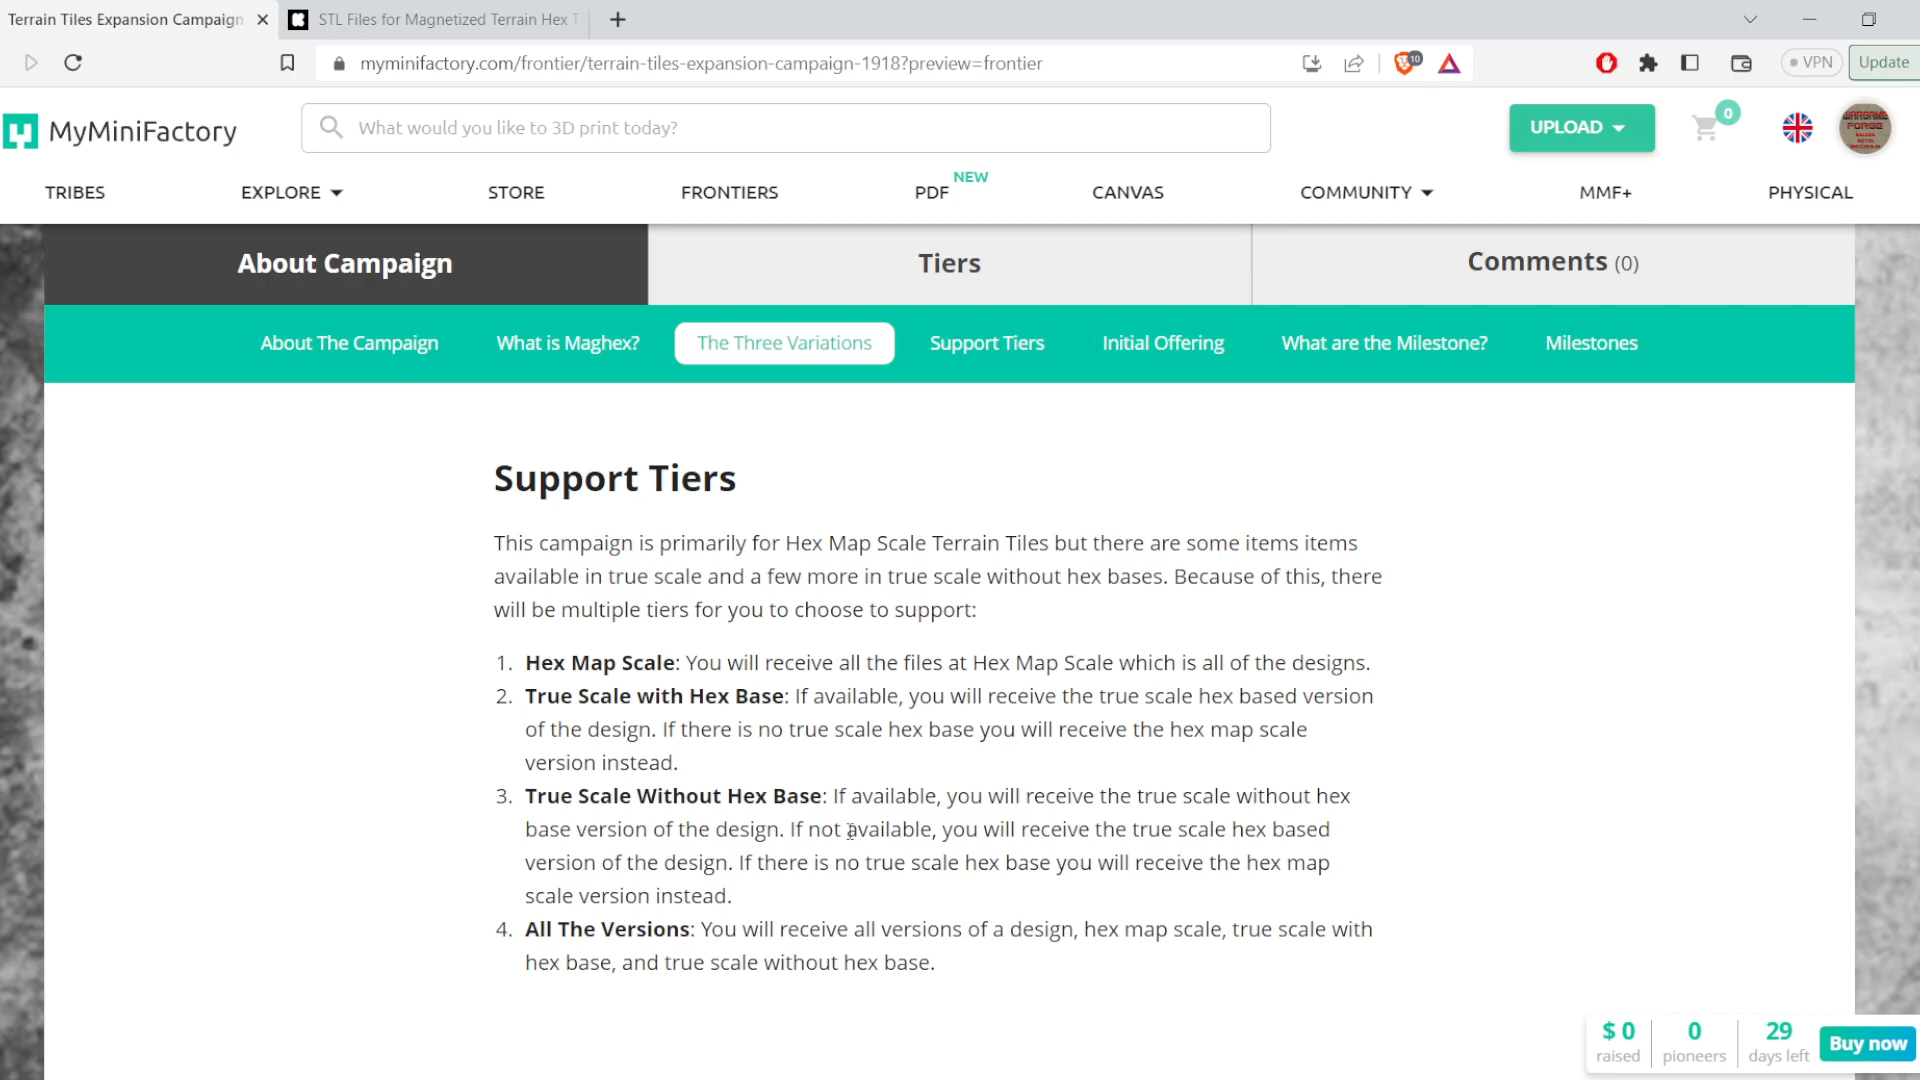 Terrain Tiles Expansion Campaign
STL Files for Magnetized Terrain Hex T
myminifactory.com/frontier/terrain-tiles-expansion-campaign-1918?preview=frontier
10
VPN
Update
MyMiniFactory
What would you like to 3D print today?
UPLOAD
0
WARGAME
FORGE
TRIBES
EXPLORE
STORE
FRONTIERS
PDF
NEW
CANVAS
COMMUNITY
MMF+
PHYSICAL
About Campaign
Tiers
Comments (0)
About The Campaign
What is Maghex?
The Three Variations
Support Tiers
Initial Offering
What are the Milestone?
Milestones
Support Tiers
This campaign is primarily for Hex Map Scale Terrain Tiles but there are some items items
available in true scale and a few more in true scale without hex bases. Because of this, there
will be multiple tiers for you to choose to support:
1. Hex Map Scale: You will receive all the files at Hex Map Scale which is all of the designs.
2. True Scale with Hex Base: If available, you will receive the true scale hex based version
of the design. If there is no true scale hex base you will receive the hex map scale
version instead.
3. True Scale Without Hex Base: If available, you will receive the true scale without hex
base version of the design. If not available, you will receive the true scale hex based
version of the design. If there is no true scale hex base you will receive the hex map
scale version instead.
4. All The Versions: You will receive all versions of a design, hex map scale, true scale with
hex base, and true scale without hex base.
$ 0
raised
0
pioneers
29
days left
Buy now